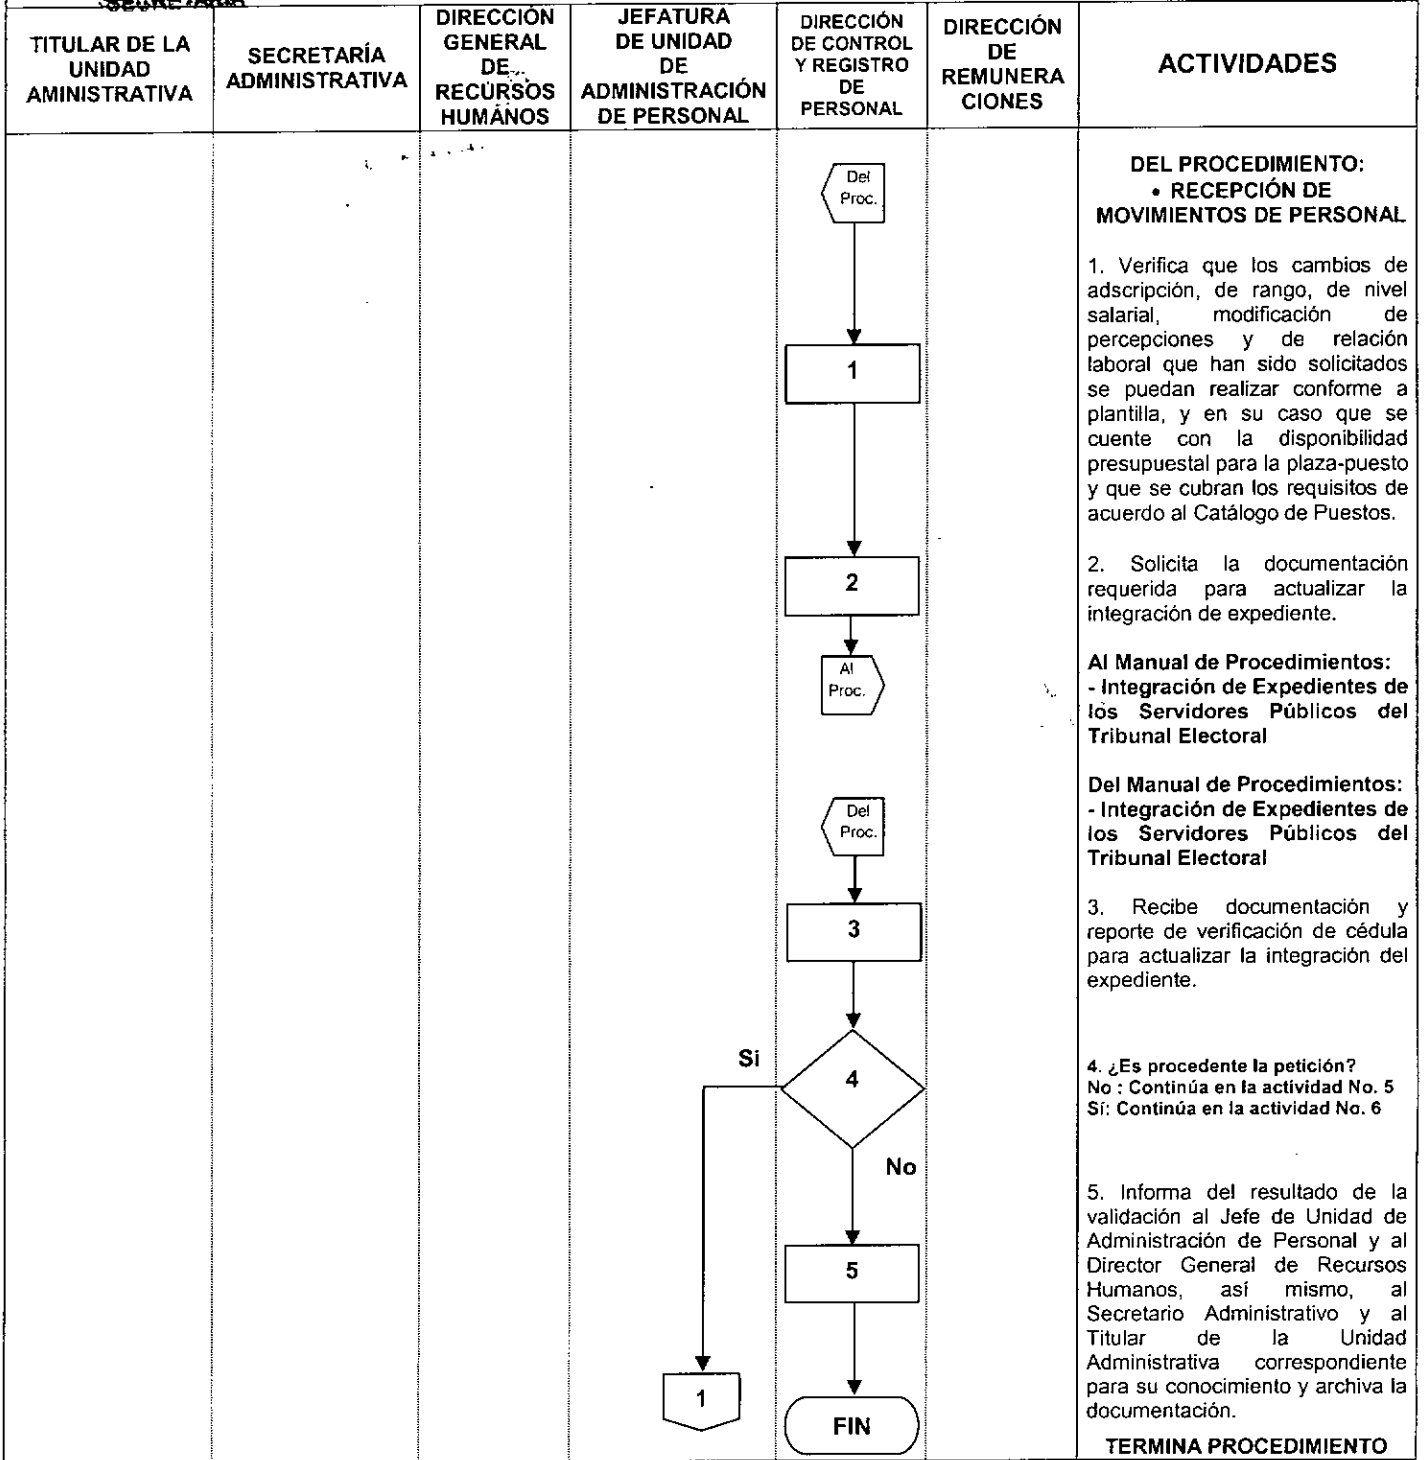 SECRETARÍA
TITULAR DE LA
UNIDAD
AMINISTRATIVA
SECRETARÍA
ADMINISTRATIVA
DIRECCIÓN
GENERAL
DE
RECURSOS
HUMANOS
JEFATURA
DE UNIDAD
DE
ADMINISTRACIÓN
DE PERSONAL
DIRECCIÓN
DE CONTROL
Y REGISTRO
DE
PERSONAL
DIRECCIÓN
DE
REMUNERA
CIONES
ACTIVIDADES
Del
Proc.
1
2
Al
Proc.
Del
Proc.
3
Sí
4
No
5
1
FIN
DEL PROCEDIMIENTO:
• RECEPCIÓN DE
MOVIMIENTOS DE PERSONAL
1. Verifica que los cambios de
adscripción, de rango, de nivel
salarial, modificación de
percepciones y de relación
laboral que han sido solicitados
se puedan realizar conforme a
plantilla, y en su caso que se
cuente con la disponibilidad
presupuestal para la plaza-puesto
y que se cubran los requisitos de
acuerdo al Catálogo de Puestos.
2. Solicita la documentación
requerida para actualizar la
integración de expediente.
Al Manual de Procedimientos:
- Integración de Expedientes de
los Servidores Públicos del
Tribunal Electoral
Del Manual de Procedimientos:
- Integración de Expedientes de
los Servidores Públicos del
Tribunal Electoral
3. Recibe documentación y
reporte de verificación de cédula
para actualizar la integración del
expediente.
4. ¿Es procedente la petición?
No : Continúa en la actividad No. 5
Sí: Continúa en la actividad No. 6
5. Informa del resultado de la
validación al Jefe de Unidad de
Administración de Personal y al
Director General de Recursos
Humanos, así mismo, al
Secretario Administrativo y al
Titular de la Unidad
Administrativa correspondiente
para su conocimiento y archiva la
documentación.
TERMINA PROCEDIMIENTO